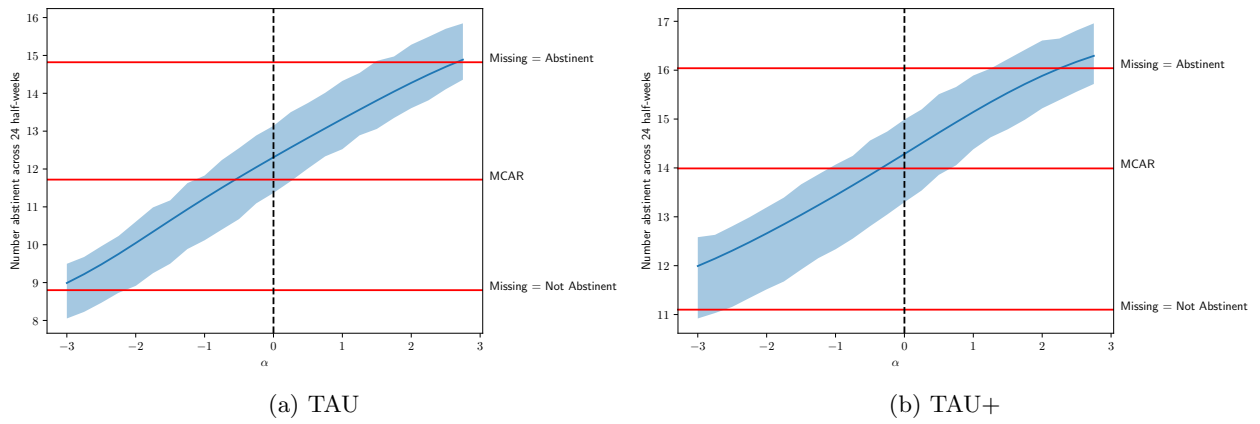 16
15
14
13
12
11
10
9
8
Number abstinent across 24 half-weeks
Missing = Abstinent
MCAR
Missing = Not Abstinent
−3
−2
−1
0
1
2
3
α
(a) TAU
17
16
15
14
13
12
11
Number abstinent across 24 half-weeks
Missing = Abstinent
MCAR
Missing = Not Abstinent
−3
−2
−1
0
1
2
3
α
(b) TAU+